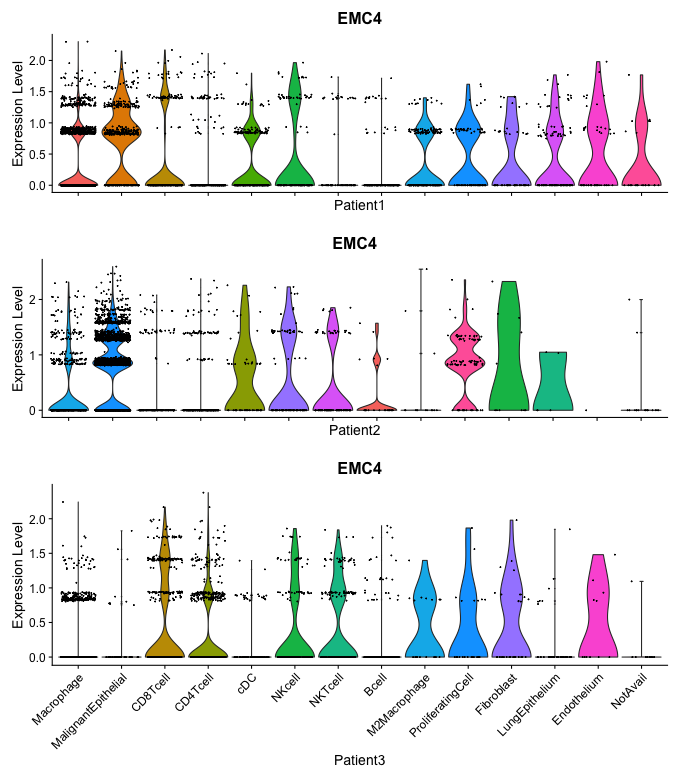 EMC4
Expression Level
2.0
1.5
1.0
0.5
0.0
Patient1
EMC4
Expression Level
2
1
0
Patient2
EMC4
Expression Level
2.0
1.5
1.0
0.5
0.0
Macrophage
MalignantEpithelial
CD8Tcell
CD4Tcell
cDC
NKcell
NKTcell
Bcell
M2Macrophage
ProliferatingCell
Fibroblast
LungEpithelium
Endothelium
NotAvail
Patient3